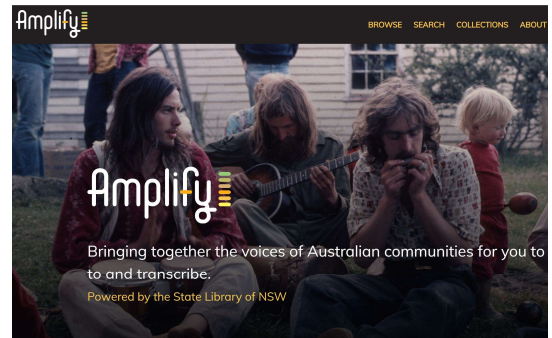 Amplify
BROWSE SEARCH COLLECTIONS ABOUT
Amplify
Bringing together the voices of Australian communities for you to
to and transcribe.
Powered by the State Library of NSW